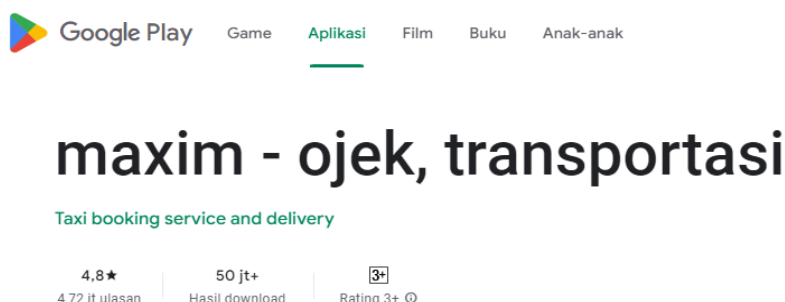 Google Play Game Aplikasi Film Buku Anak-anak
maxim - ojek, transportasi
Taxi booking service and delivery
4,8★ 50 jt+ 3+
4,72 jt ulasan Hasil download Rating 3+